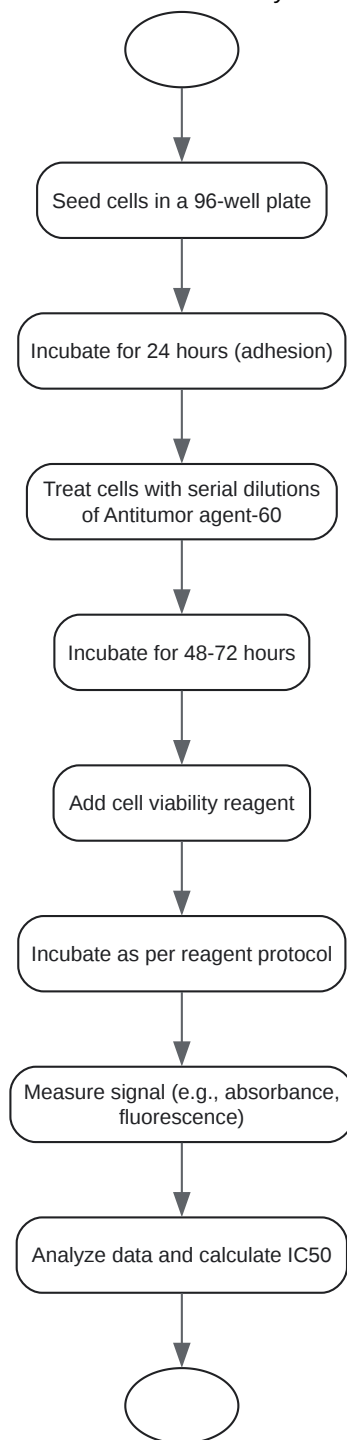 Seed cells in a 96-well plate
Incubate for 24 hours (adhesion)
Treat cells with serial dilutions
of Antitumor agent-60
Incubate for 48-72 hours
Add cell viability reagent
Incubate as per reagent protocol
Measure signal (e.g., absorbance,
fluorescence)
Analyze data and calculate IC50